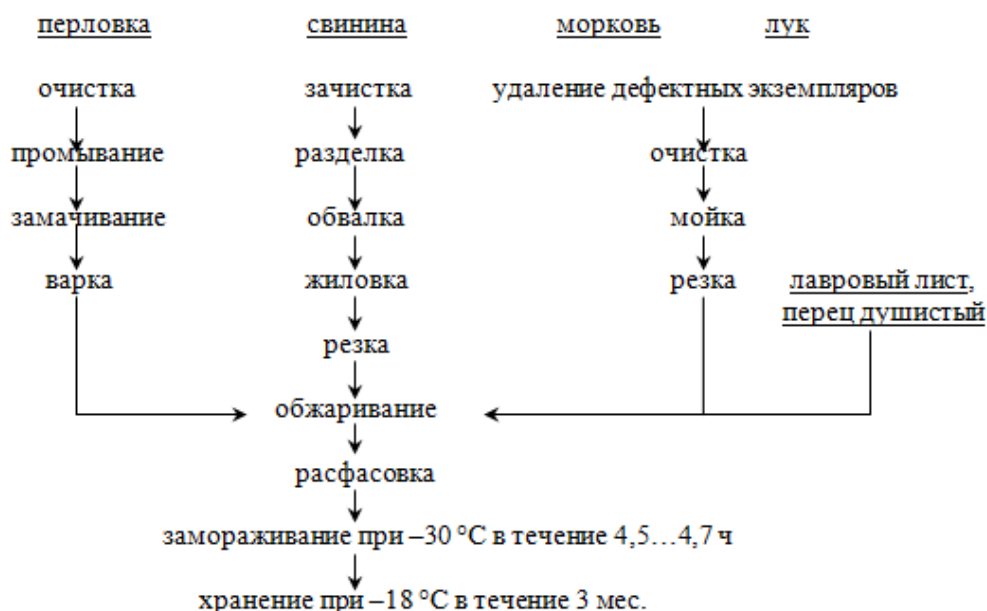 перловка свинина морковь лук
очистка зачистка удаление дефектных экземпляров
промывание разделка очистка
замачивание обвалка мойка
варка жиловка резка лавровый лист,
перец душистый
резка
обжаривание
расфасовка
замораживание при –30 °С в течение 4,5…4,7 ч
хранение при –18 °С в течение 3 мес.